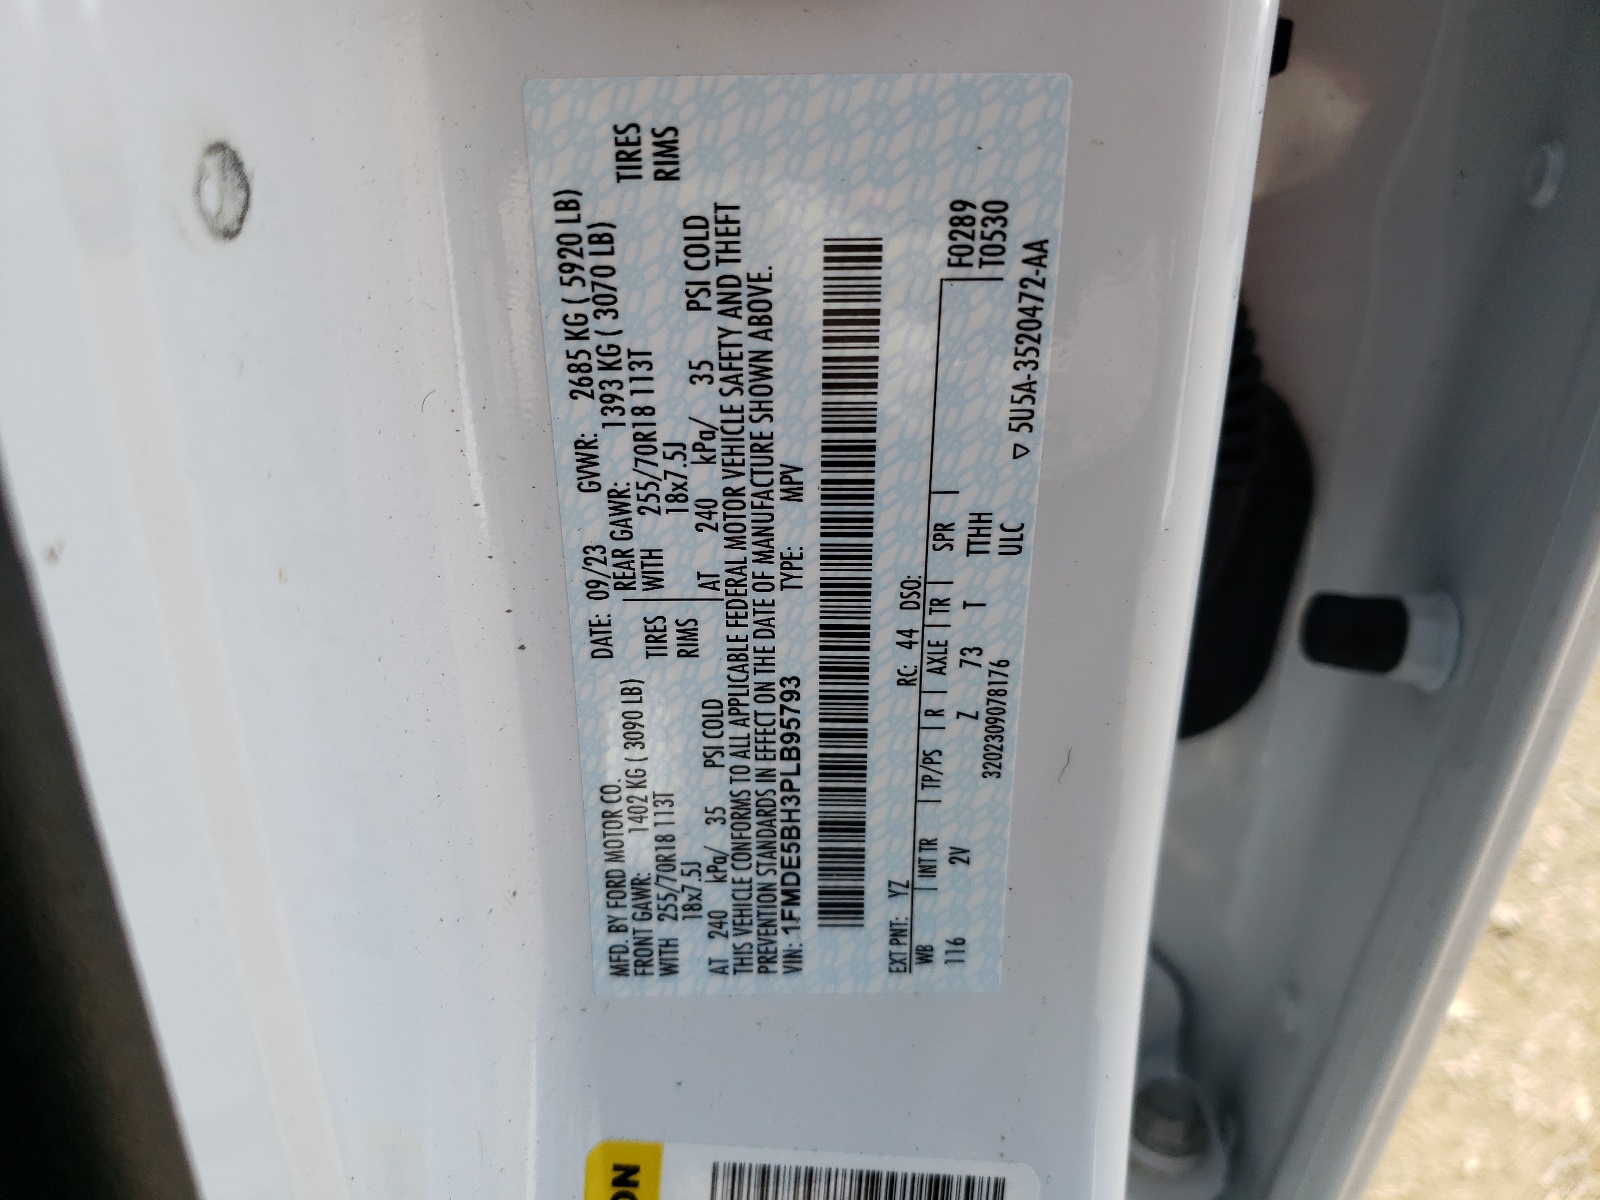 MFD. BY FORD MOTOR CO. DATE: 09/23 GVWR: 2685 KG ( 5920 LB)
FRONT GAWR: 1402 KG ( 3090 LB) REAR GAWR: 1393 KG ( 3070 LB)
WITH 255/70R18 113T TIRES WITH 255/70R18 113T TIRES
18x7.5J RIMS 18x7.5J RIMS
AT 240 kPa/ 35 PSI COLD AT 240 kPa/ 35 PSI COLD
THIS VEHICLE CONFORMS TO ALL APPLICABLE FEDERAL MOTOR VEHICLE SAFETY AND THEFT
PREVENTION STANDARDS IN EFFECT ON THE DATE OF MANUFACTURE SHOWN ABOVE.
VIN: 1FMDE5BH3PLB95793 TYPE: MPV
EXT PNT: YZ RC: 44 DSO:
WB INT TR TP/PS R AXLE TR SPR F0289
116 2V Z 73 T TTHH T0530
320230907​8176 ULC
▽ 5U5A-3520472-AA
ON